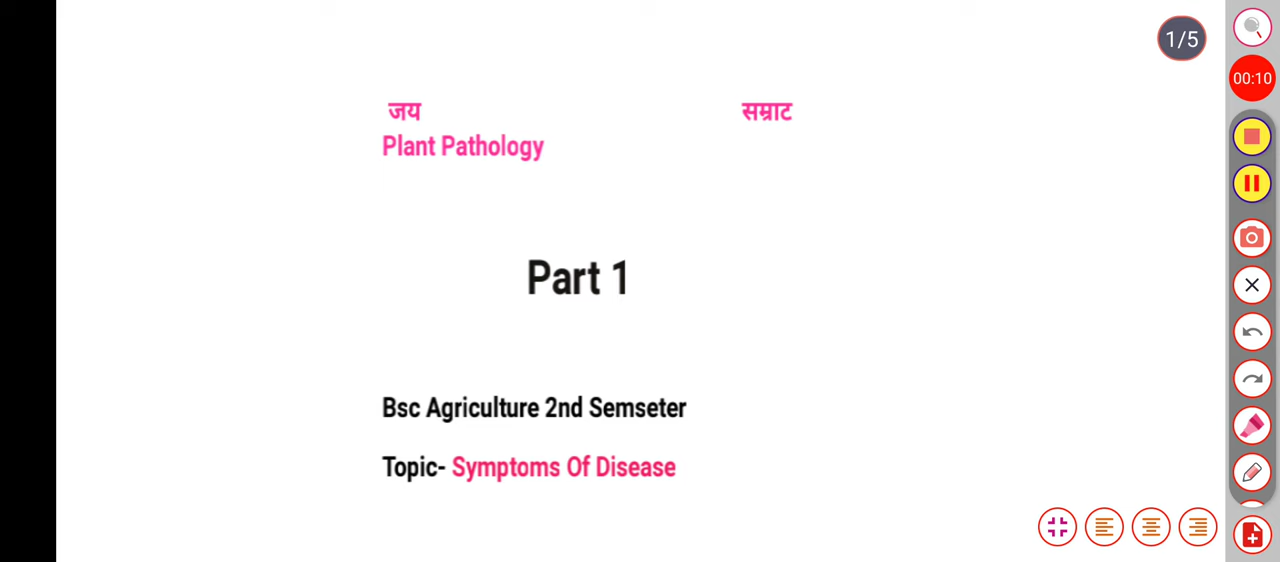 1/5
00:10
जय सम्राट
Plant Pathology
Part 1
Bsc Agriculture 2nd Semseter
Topic- Symptoms Of Disease